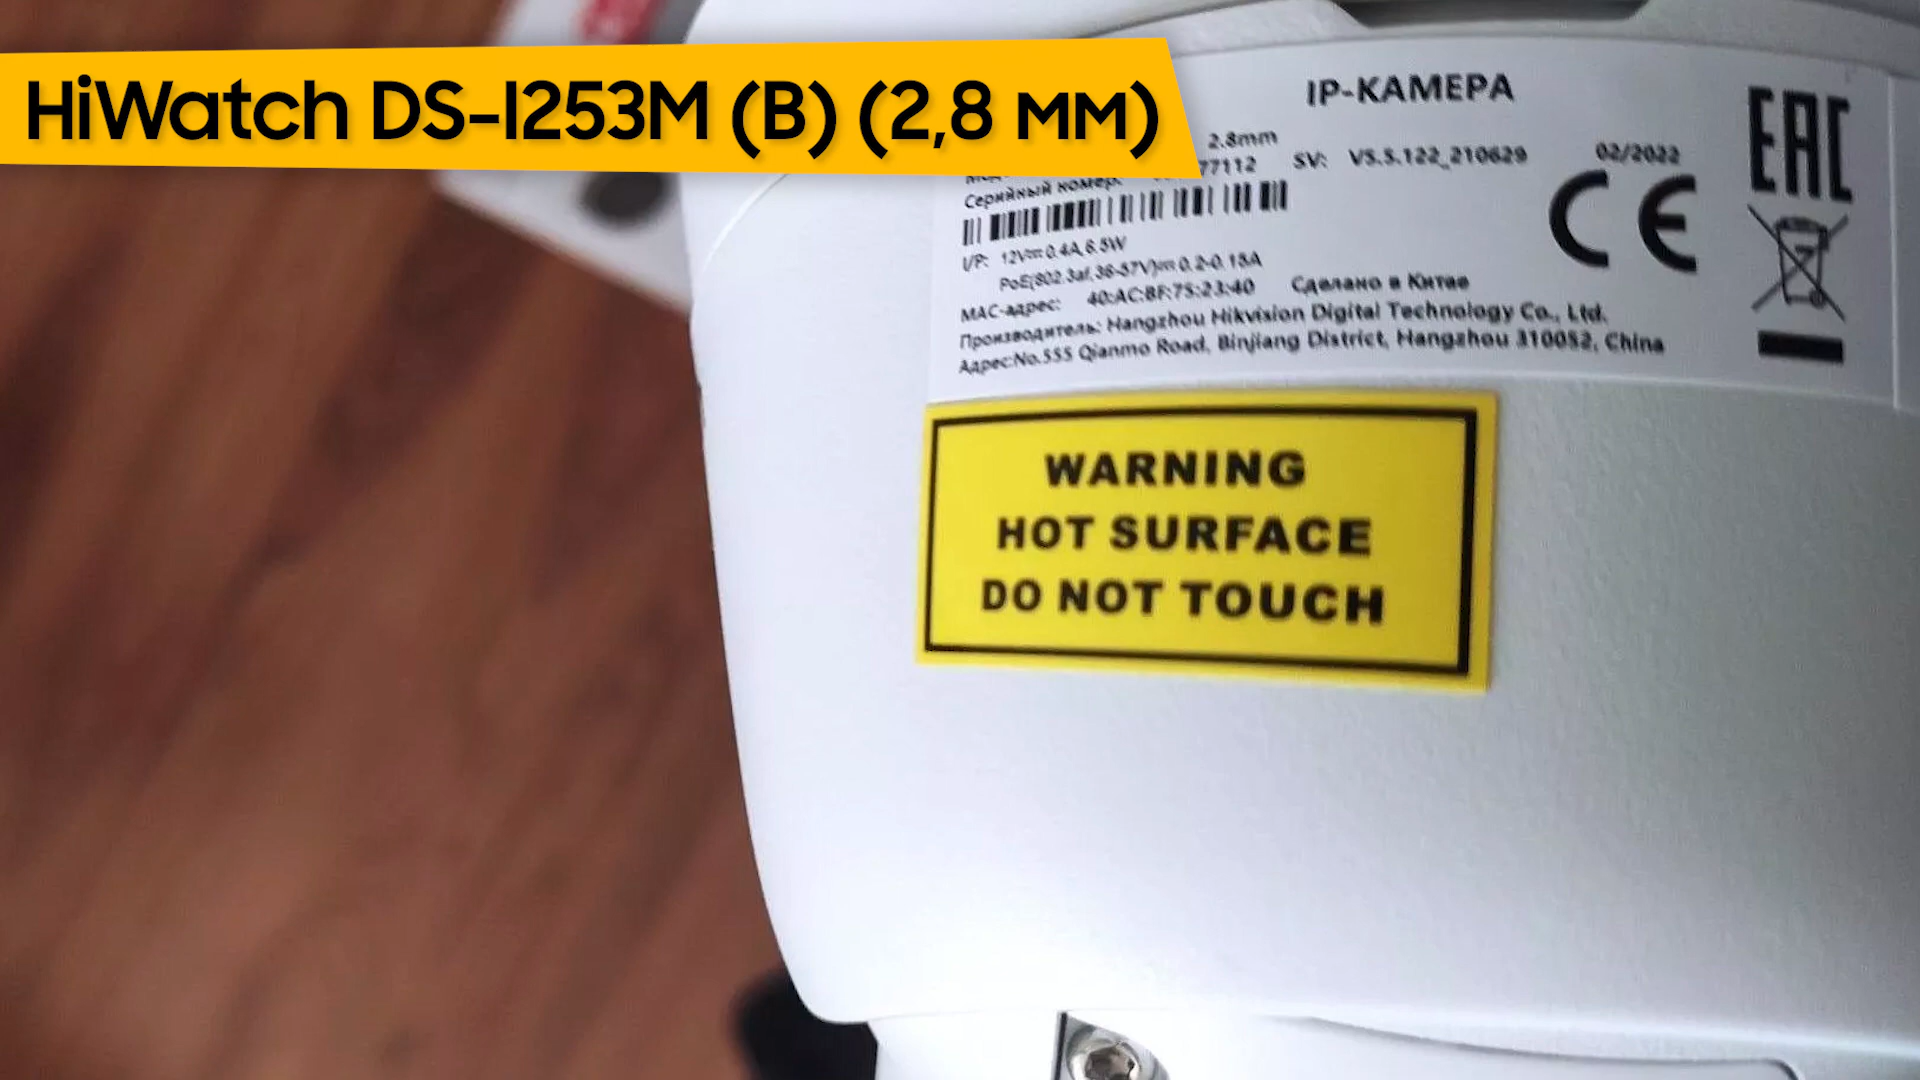 HiWatch DS-I253M (B) (2,8 мм)
IP-КАМЕРА
2.8mm
77112 SV: V5.5.122_210629 02/2022
Серийный номер:
I/P: 12V⎓0.4A,6.5W
PoE(802.3af,36-57V)⎓0.2-0.15A
MAC-адрес: 40:AC:BF:75:23:40 Сделано в Китае
Производитель: Hangzhou Hikvision Digital Technology Co., Ltd.
Адрес:No.555 Qianmo Road, Binjiang District, Hangzhou 310052, China
EAC
CE
WARNING
HOT SURFACE
DO NOT TOUCH